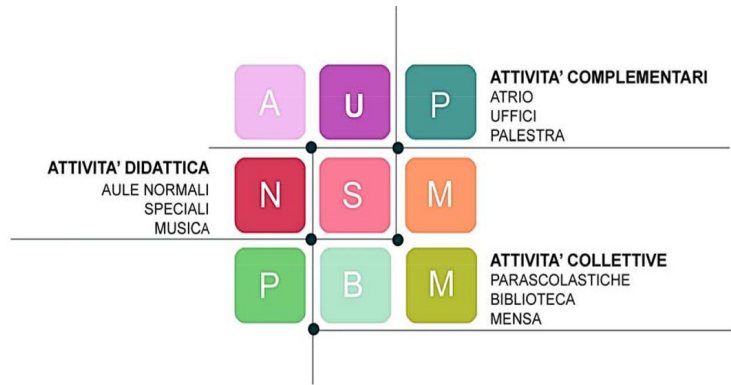 A U P
ATTIVITA' COMPLEMENTARI
ATRIO
UFFICI
PALESTRA
ATTIVITA' DIDATTICA
AULE NORMALI
SPECIALI
MUSICA
N S M
P B M
ATTIVITA' COLLETTIVE
PARASCOLASTICHE
BIBLIOTECA
MENSA